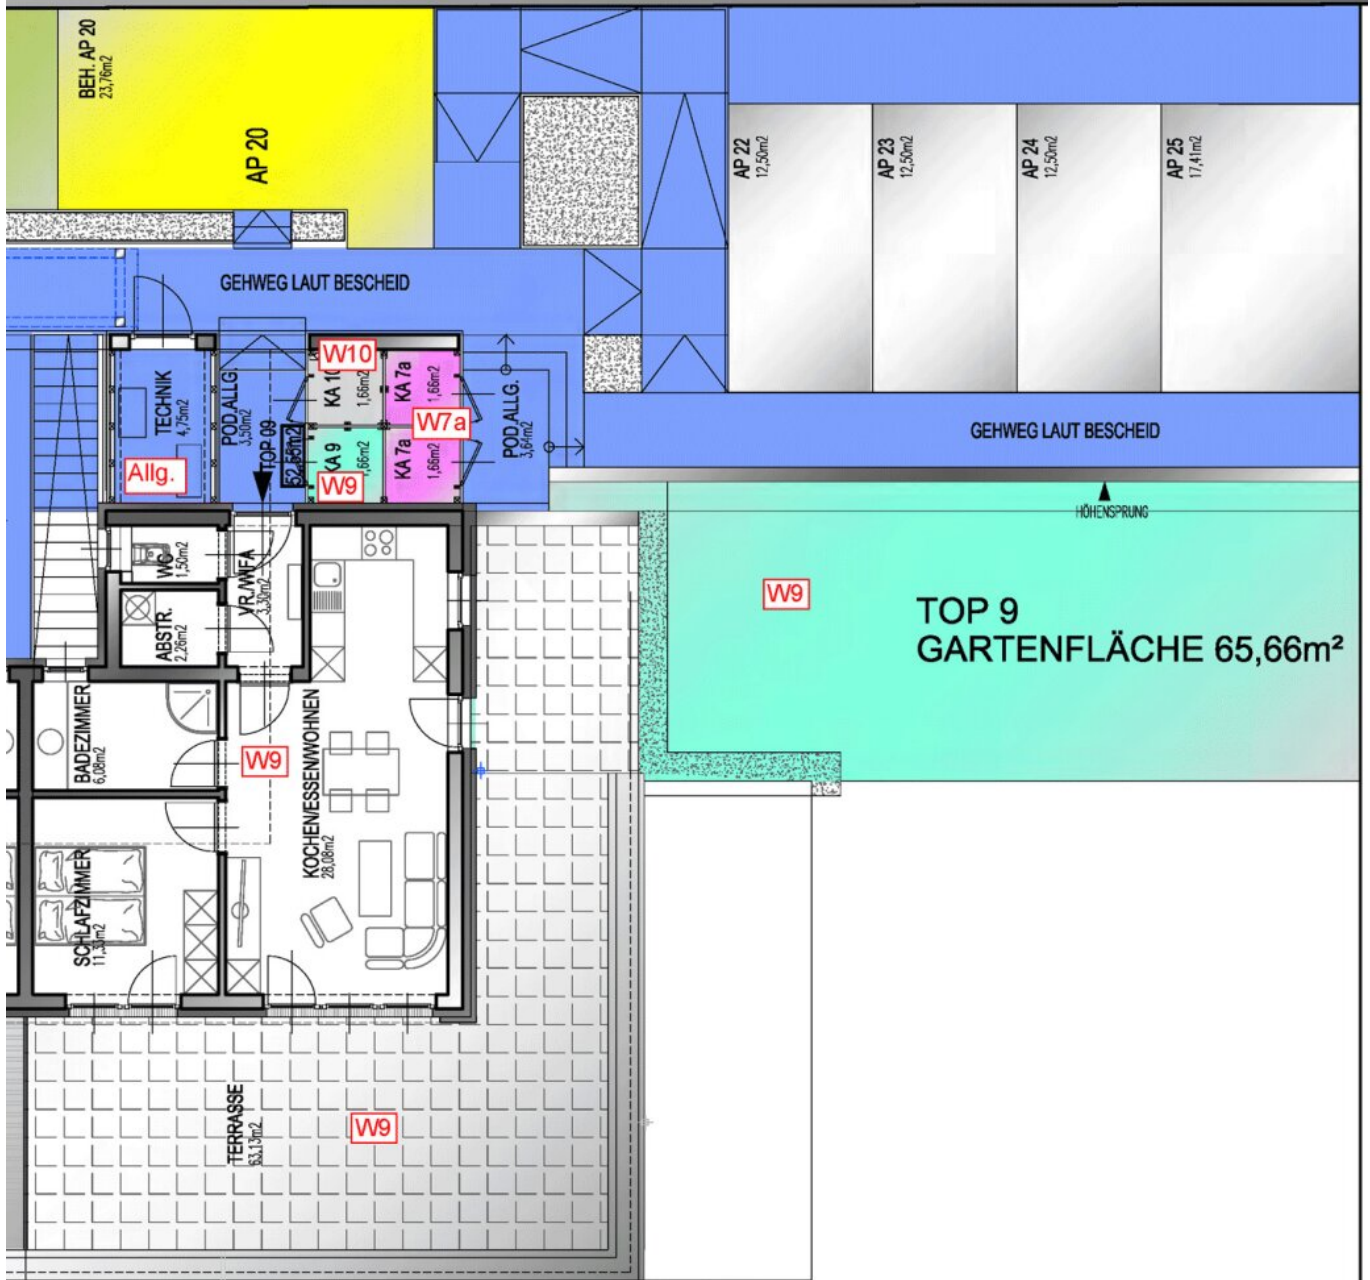 BEH. AP 20
23,76m2
AP 20
AP 22
12,50m2
AP 23
12,50m2
AP 24
12,50m2
AP 25
17,41m2
GEHWEG LAUT BESCHEID
TECHNIK
4,75m2
Allg.
POD.ALLG.
3,50m2
TOP 09
W10
KA 10
1,66m2
KA 7a
1,66m2
W7a
KA 9
1,66m2
W9
KA 7a
1,66m2
POD.ALLG.
3,64m2
GEHWEG LAUT BESCHEID
HÖHENSPRUNG
WC
1,50m2
VR./WIFA
3,30m2
ABSTR.
2,26m2
W9
TOP 9
GARTENFLÄCHE 65,66m²
BADEZIMMER
6,08m2
W9
KOCHEN/ESSEN/WOHNEN
28,08m2
SCHLAFZIMMER
11,33m2
TERRASSE
63,13m2
W9